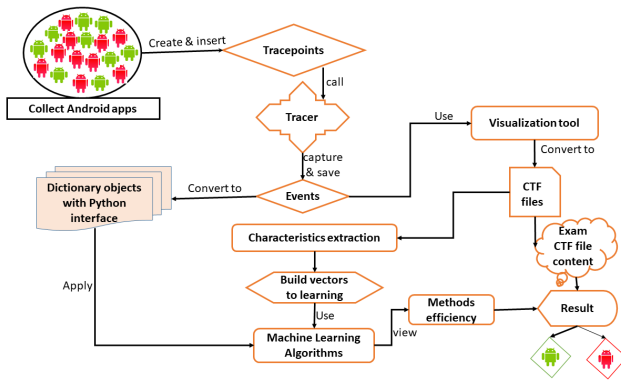 Create & insert
Tracepoints
Collect Android apps
call
Tracer
Use
Visualization tool
capture
& save
Convert to
Dictionary objects
with Python
interface
Convert to
Events
CTF
files
Characteristics extraction
Exam
CTF file
content
Apply
Build vectors
to learning
Use
Methods
efficiency
Result
Machine Learning
Algorithms
view